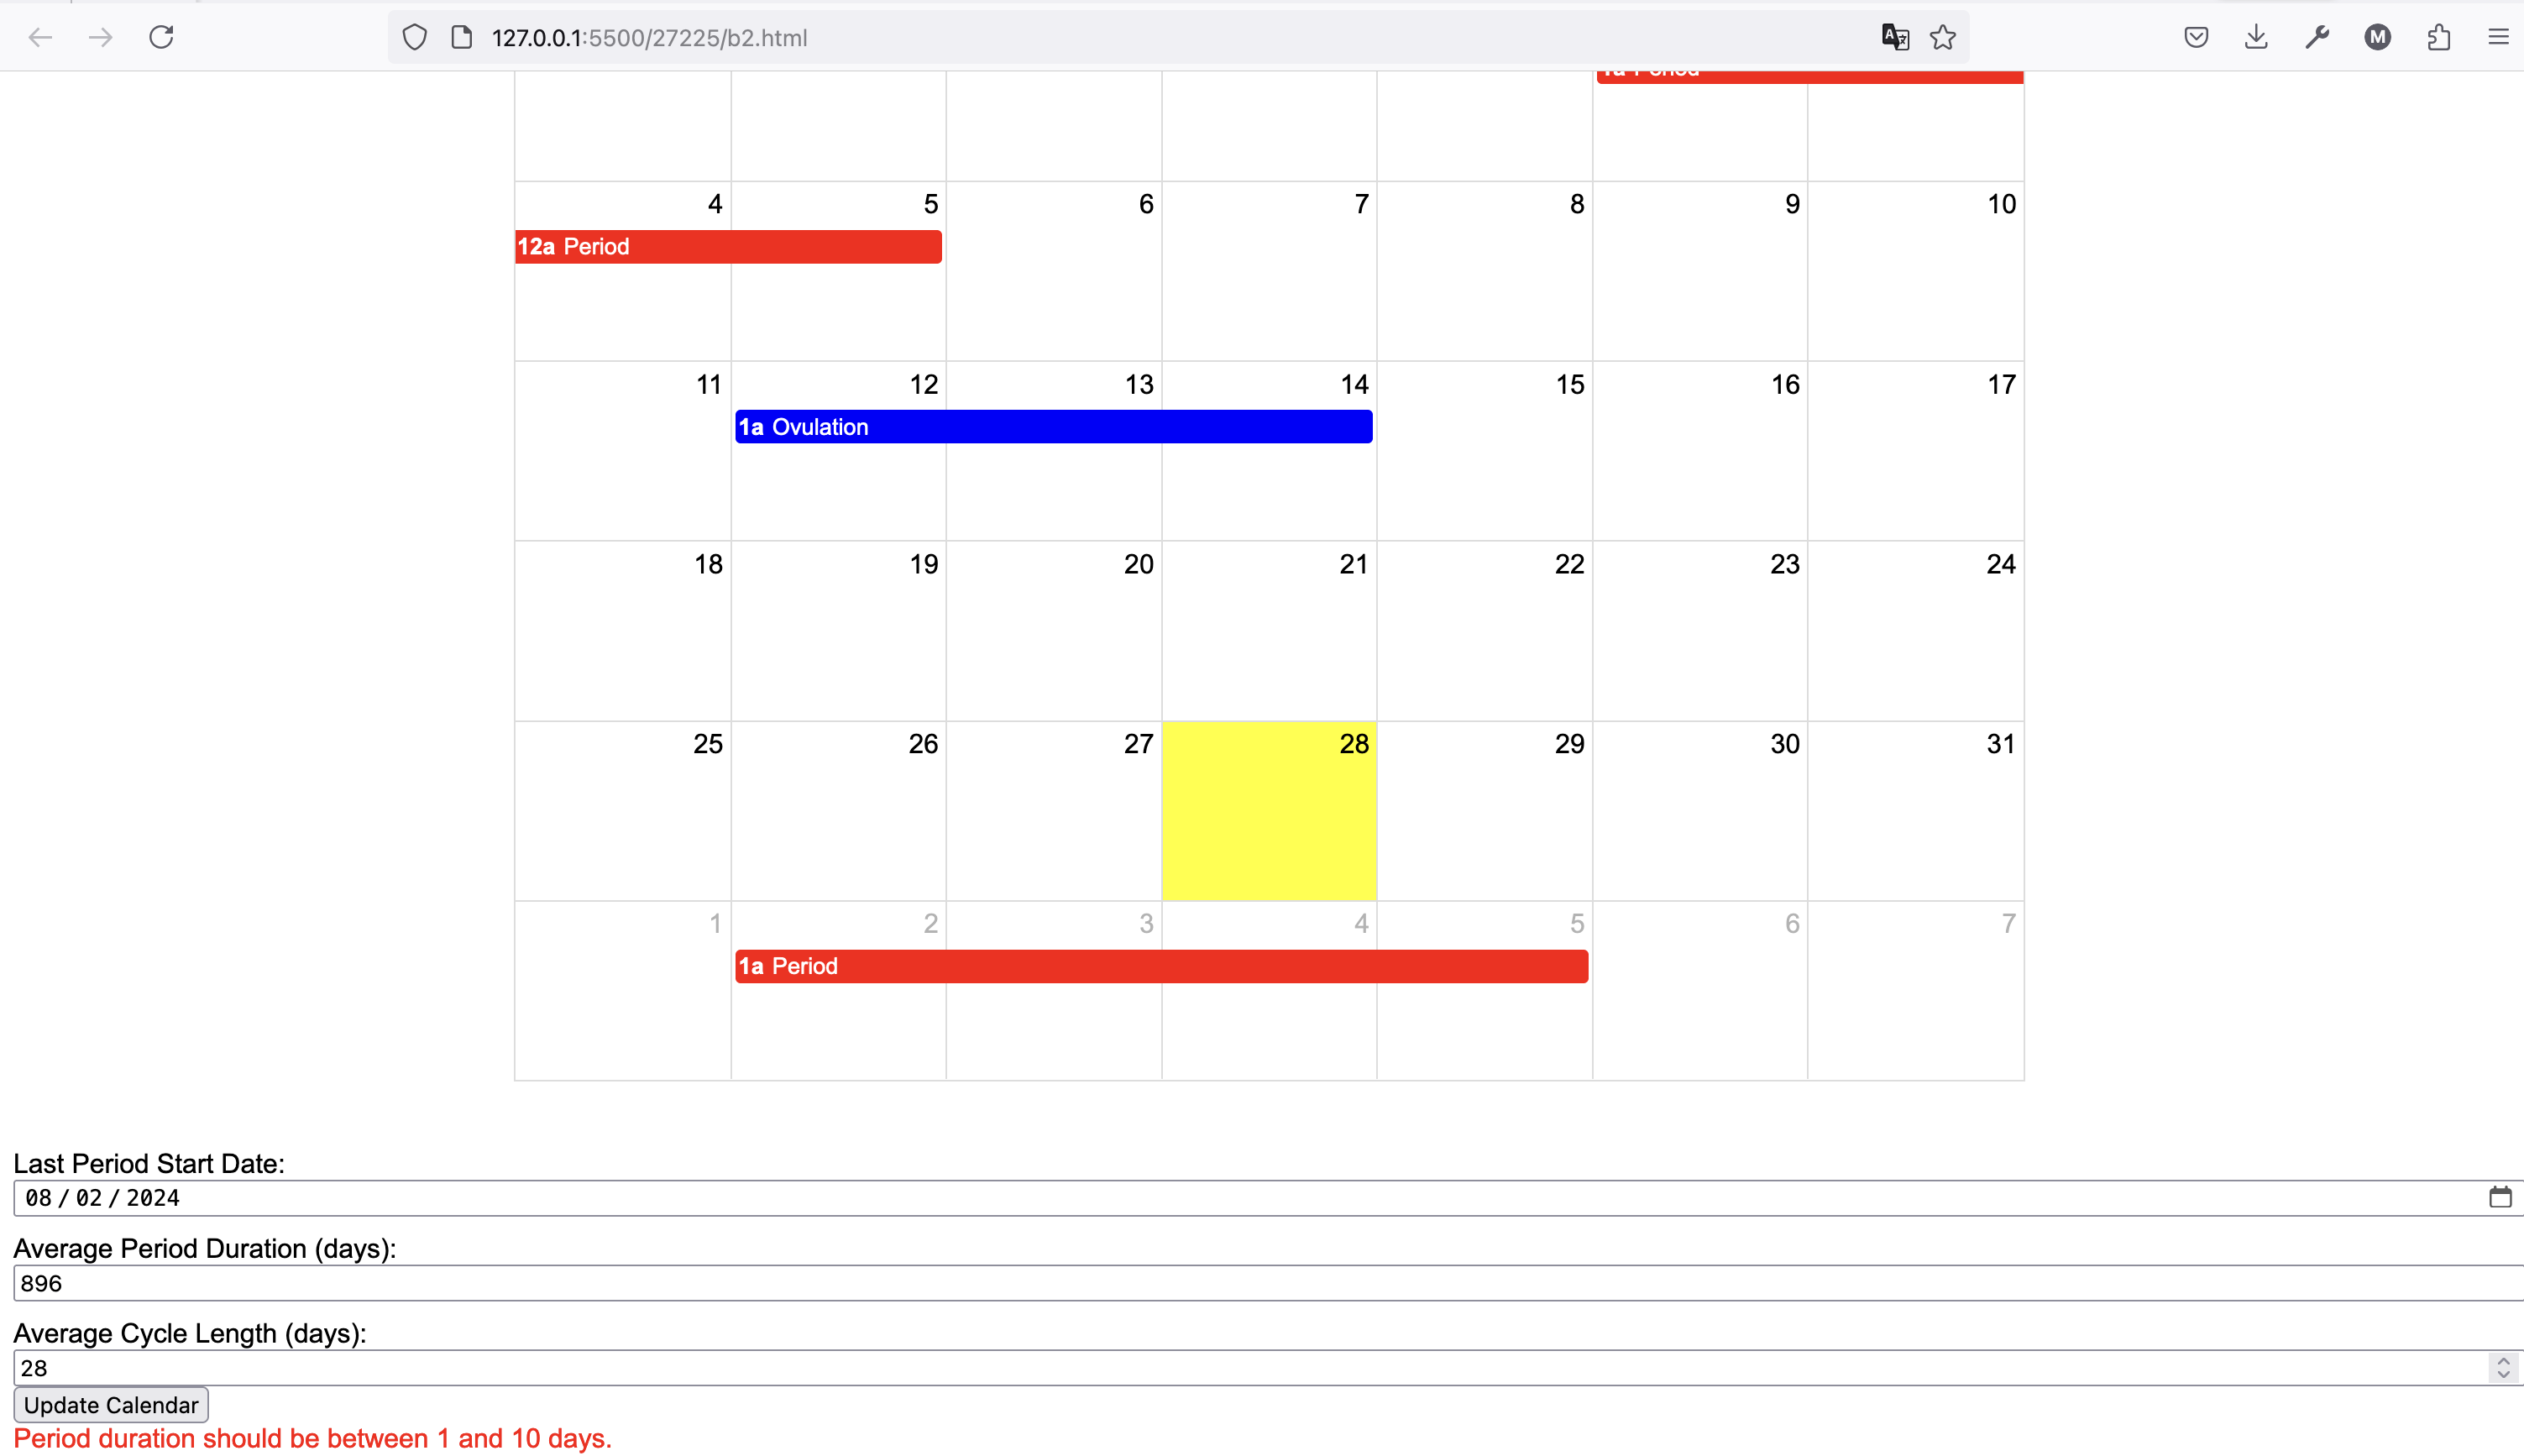 127.0.0.1:5500/27225/b2.html
M
1a Period
4 5 6 7 8 9 10
12a Period
11 12 13 14 15 16 17
1a Ovulation
18 19 20 21 22 23 24
25 26 27 28 29 30 31
1 2 3 4 5 6 7
1a Period
Last Period Start Date:
08 / 02 / 2024
Average Period Duration (days):
896
Average Cycle Length (days):
28
Update Calendar
Period duration should be between 1 and 10 days.